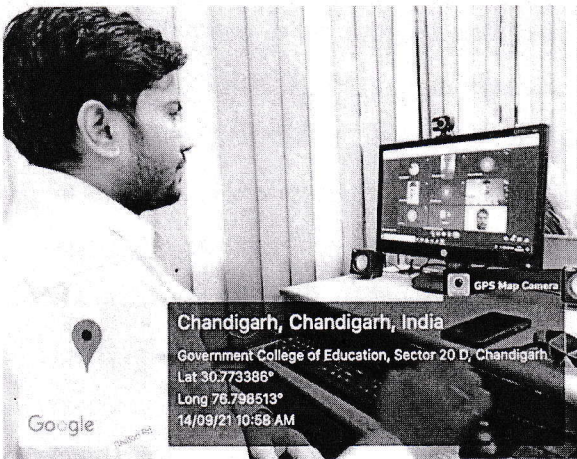 GPS Map Camera
Chandigarh, Chandigarh, India
Government College of Education, Sector 20 D, Chandigarh
Lat 30.773386°
Long 76.798513°
14/09/21 10:58 AM
Google